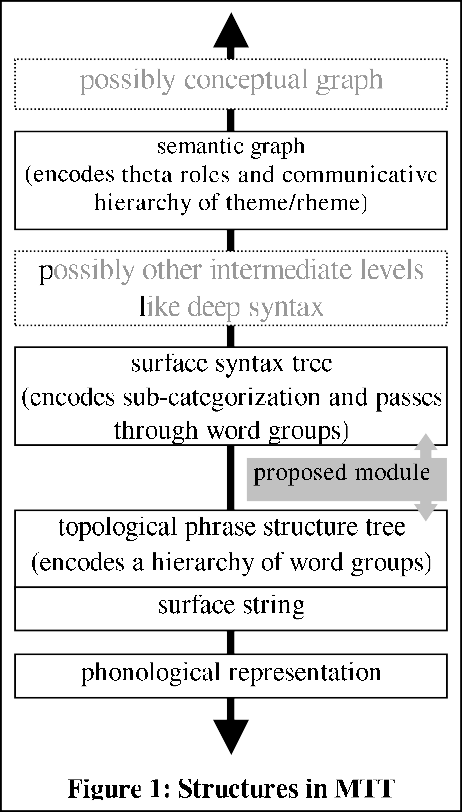 possibly conceptual graph
semantic graph
(encodes theta roles and communicative
hierarchy of theme/rheme)
possibly other intermediate levels
like deep syntax
surface syntax tree
(encodes sub-categorization and passes
through word groups)
proposed module
topological phrase structure tree
(encodes a hierarchy of word groups)
surface string
phonological representation
Figure 1: Structures in MTT